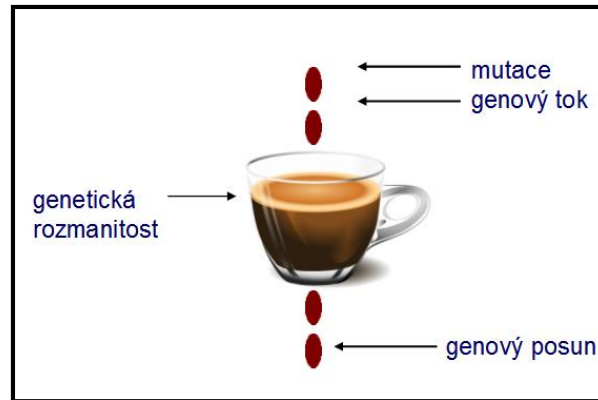 mutace
genový tok
genetická
rozmanitost
genový posun